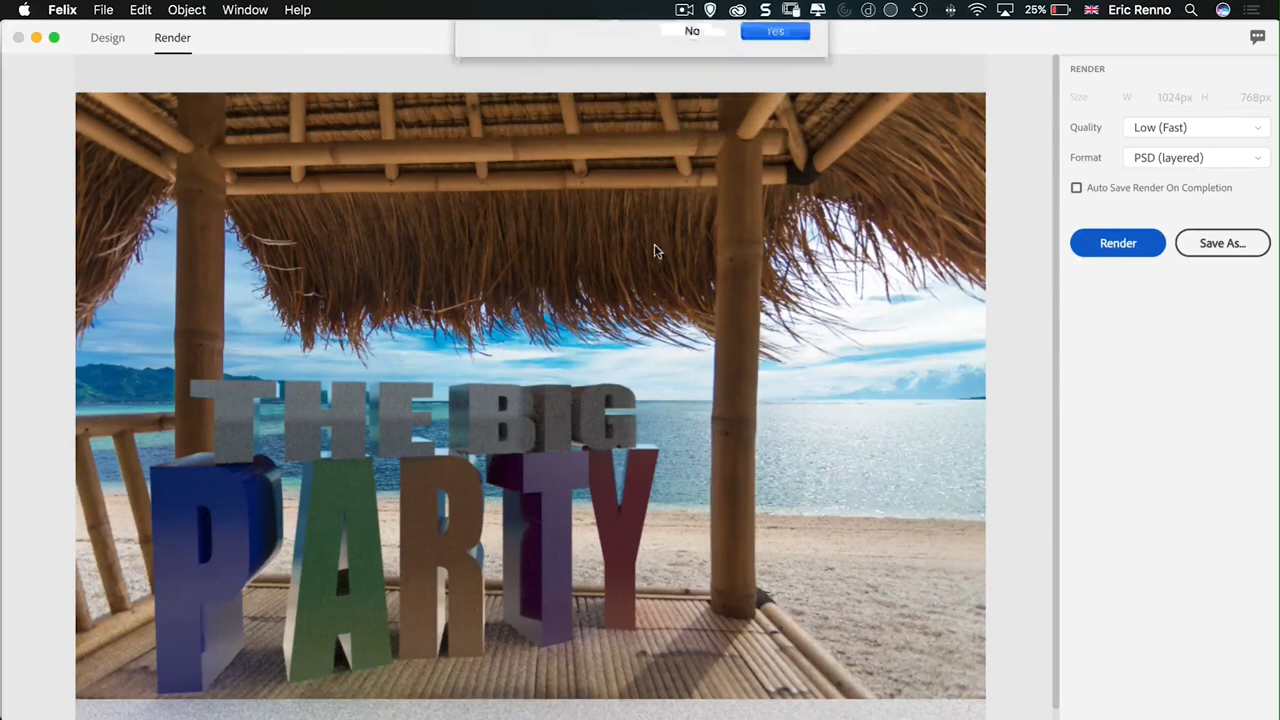 Felix File Edit Object Window Help 25% Eric Renno
Design Render
No Yes
RENDER
Size W 1024px H 768px
Quality Low (Fast)
Format PSD (layered)
Auto Save Render On Completion
Render Save As...
THE BIG
PARTY